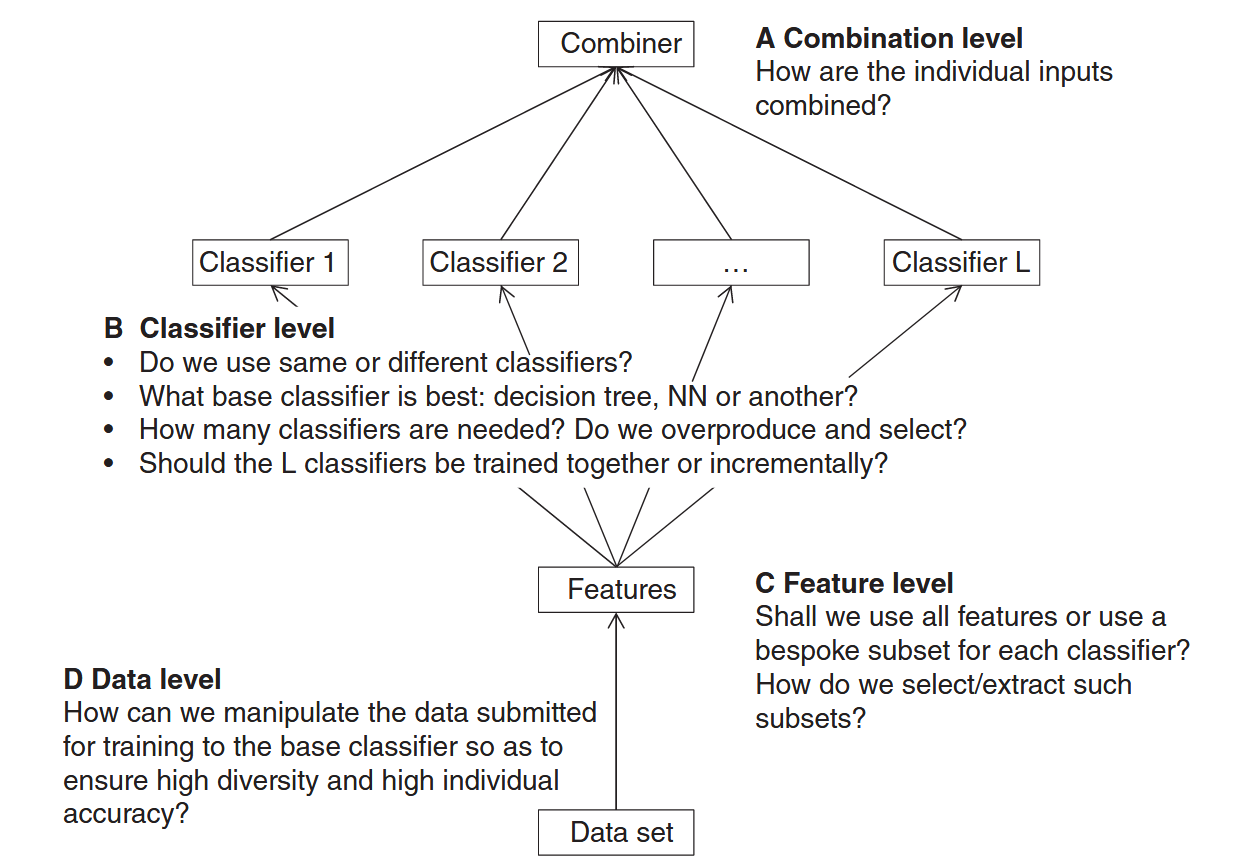 Combiner
A Combination level
How are the individual inputs
combined?
Classifier 1
Classifier 2
...
Classifier L
B Classifier level
• Do we use same or different classifiers?
• What base classifier is best: decision tree, NN or another?
• How many classifiers are needed? Do we overproduce and select?
• Should the L classifiers be trained together or incrementally?
Features
C Feature level
Shall we use all features or use a
bespoke subset for each classifier?
How do we select/extract such
subsets?
D Data level
How can we manipulate the data submitted
for training to the base classifier so as to
ensure high diversity and high individual
accuracy?
Data set